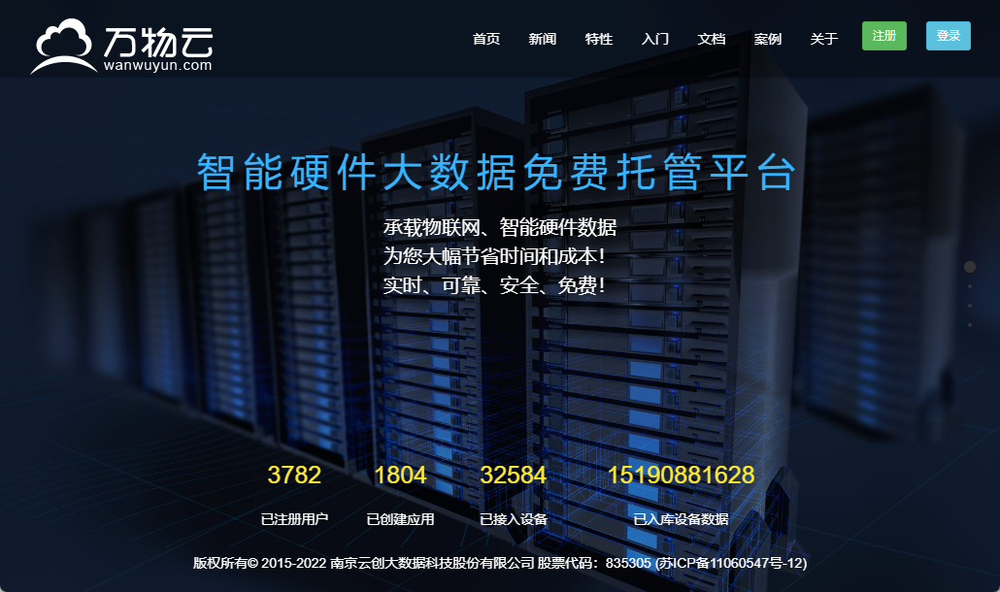 万物云
wanwuyun.com
首页 新闻 特性 入门 文档 案例 关于 注册 登录
智能硬件大数据免费托管平台
承载物联网、智能硬件数据
为您大幅节省时间和成本！
实时、可靠、安全、免费！
3782 1804 32584 15190881628
已注册用户 已创建应用 已接入设备 已入库设备数据
版权所有© 2015-2022 南京云创大数据科技股份有限公司 股票代码：835305 (苏ICP备11060547号-12)